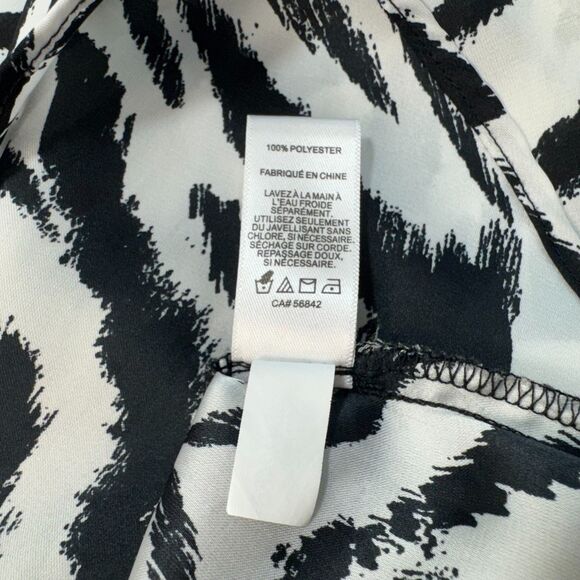 100% POLYESTER
FABRIQUÉ EN CHINE
LAVEZ À LA MAIN À
L'EAU FROIDE
SÉPARÉMENT.
UTILISEZ SEULEMENT
DU JAVELLISANT SANS
CHLORE, SI NÉCESSAIRE.
SÉCHAGE SUR CORDE.
REPASSAGE DOUX,
SI NÉCESSAIRE.
CA# 56842